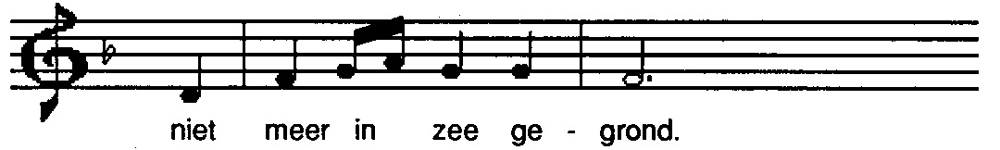 niet meer in zee ge - grond.